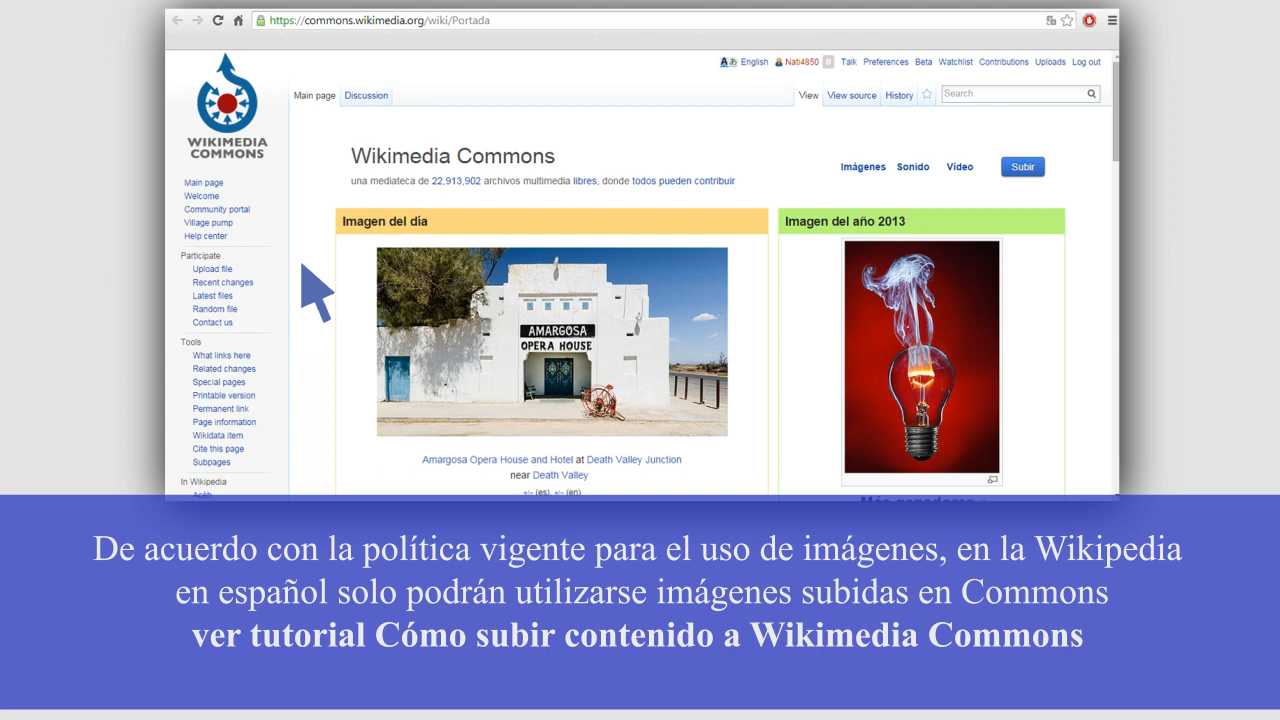 https://commons.wikimedia.org/wiki/Portada
English Nati4850 0 Talk Preferences Beta Watchlist Contributions Uploads Log out
Main page Discussion View View source History Search
WIKIMEDIA
COMMONS
Main page
Welcome
Community portal
Village pump
Help center
Participate
Upload file
Recent changes
Latest files
Random file
Contact us
Tools
What links here
Related changes
Special pages
Printable version
Permanent link
Page information
Wikidata item
Cite this page
Subpages
In Wikipedia
Acèh
Wikimedia Commons
una mediateca de 22,913,902 archivos multimedia libres, donde todos pueden contribuir
Imágenes Sonido Vídeo Subir
Imagen del día
AMARGOSA
OPERA HOUSE
Amargosa Opera House and Hotel at Death Valley Junction
near Death Valley
+/− (es), +/− (en)
Imagen del año 2013
Más ganadores »
De acuerdo con la política vigente para el uso de imágenes, en la Wikipedia
en español solo podrán utilizarse imágenes subidas en Commons
ver tutorial Cómo subir contenido a Wikimedia Commons